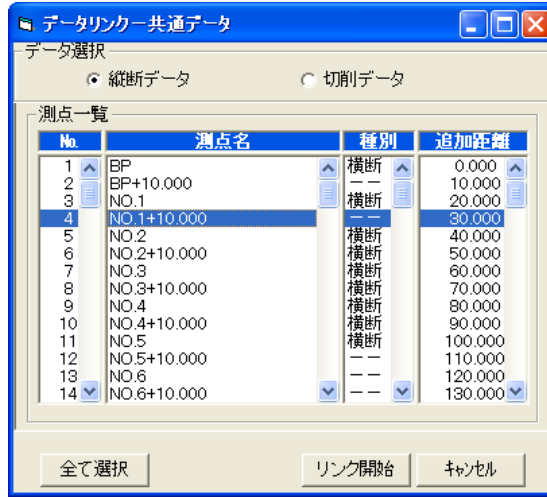 データリンクー共通データ
データ選択
縦断データ 切削データ
測点一覧
No. 測点名 種別 追加距離
1 BP 横断 0.000
2 BP+10.000 −− 10.000
3 NO.1 横断 20.000
4 NO.1+10.000 −− 30.000
5 NO.2 横断 40.000
6 NO.2+10.000 横断 50.000
7 NO.3 横断 60.000
8 NO.3+10.000 横断 70.000
9 NO.4 横断 80.000
10 NO.4+10.000 横断 90.000
11 NO.5 横断 100.000
12 NO.5+10.000 −− 110.000
13 NO.6 −− 120.000
14 NO.6+10.000 −− 130.000
全て選択 リンク開始 キャンセル